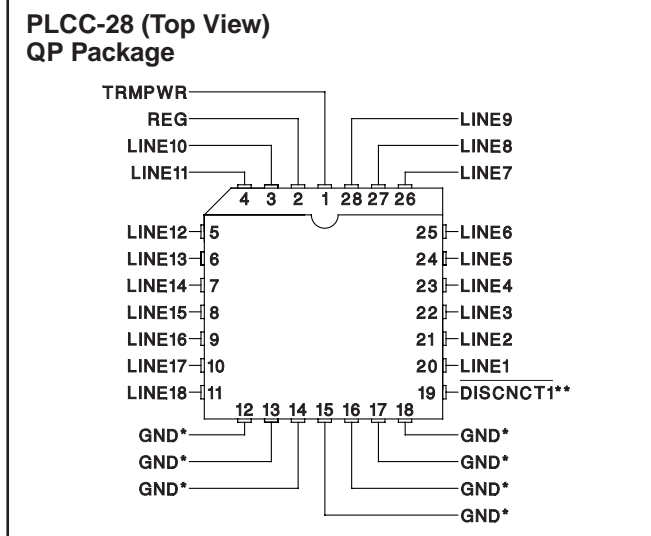 PLCC-28 (Top View)
QP Package
TRMPWR
REG LINE9
LINE10 LINE8
LINE11 LINE7
4 3 2 1 28 27 26
LINE12 5 25 LINE6
LINE13 6 24 LINE5
LINE14 7 23 LINE4
LINE15 8 22 LINE3
LINE16 9 21 LINE2
LINE17 10 20 LINE1
LINE18 11 19 DISCNCT1**
12 13 14 15 16 17 18
GND* GND*
GND* GND*
GND* GND*
GND*